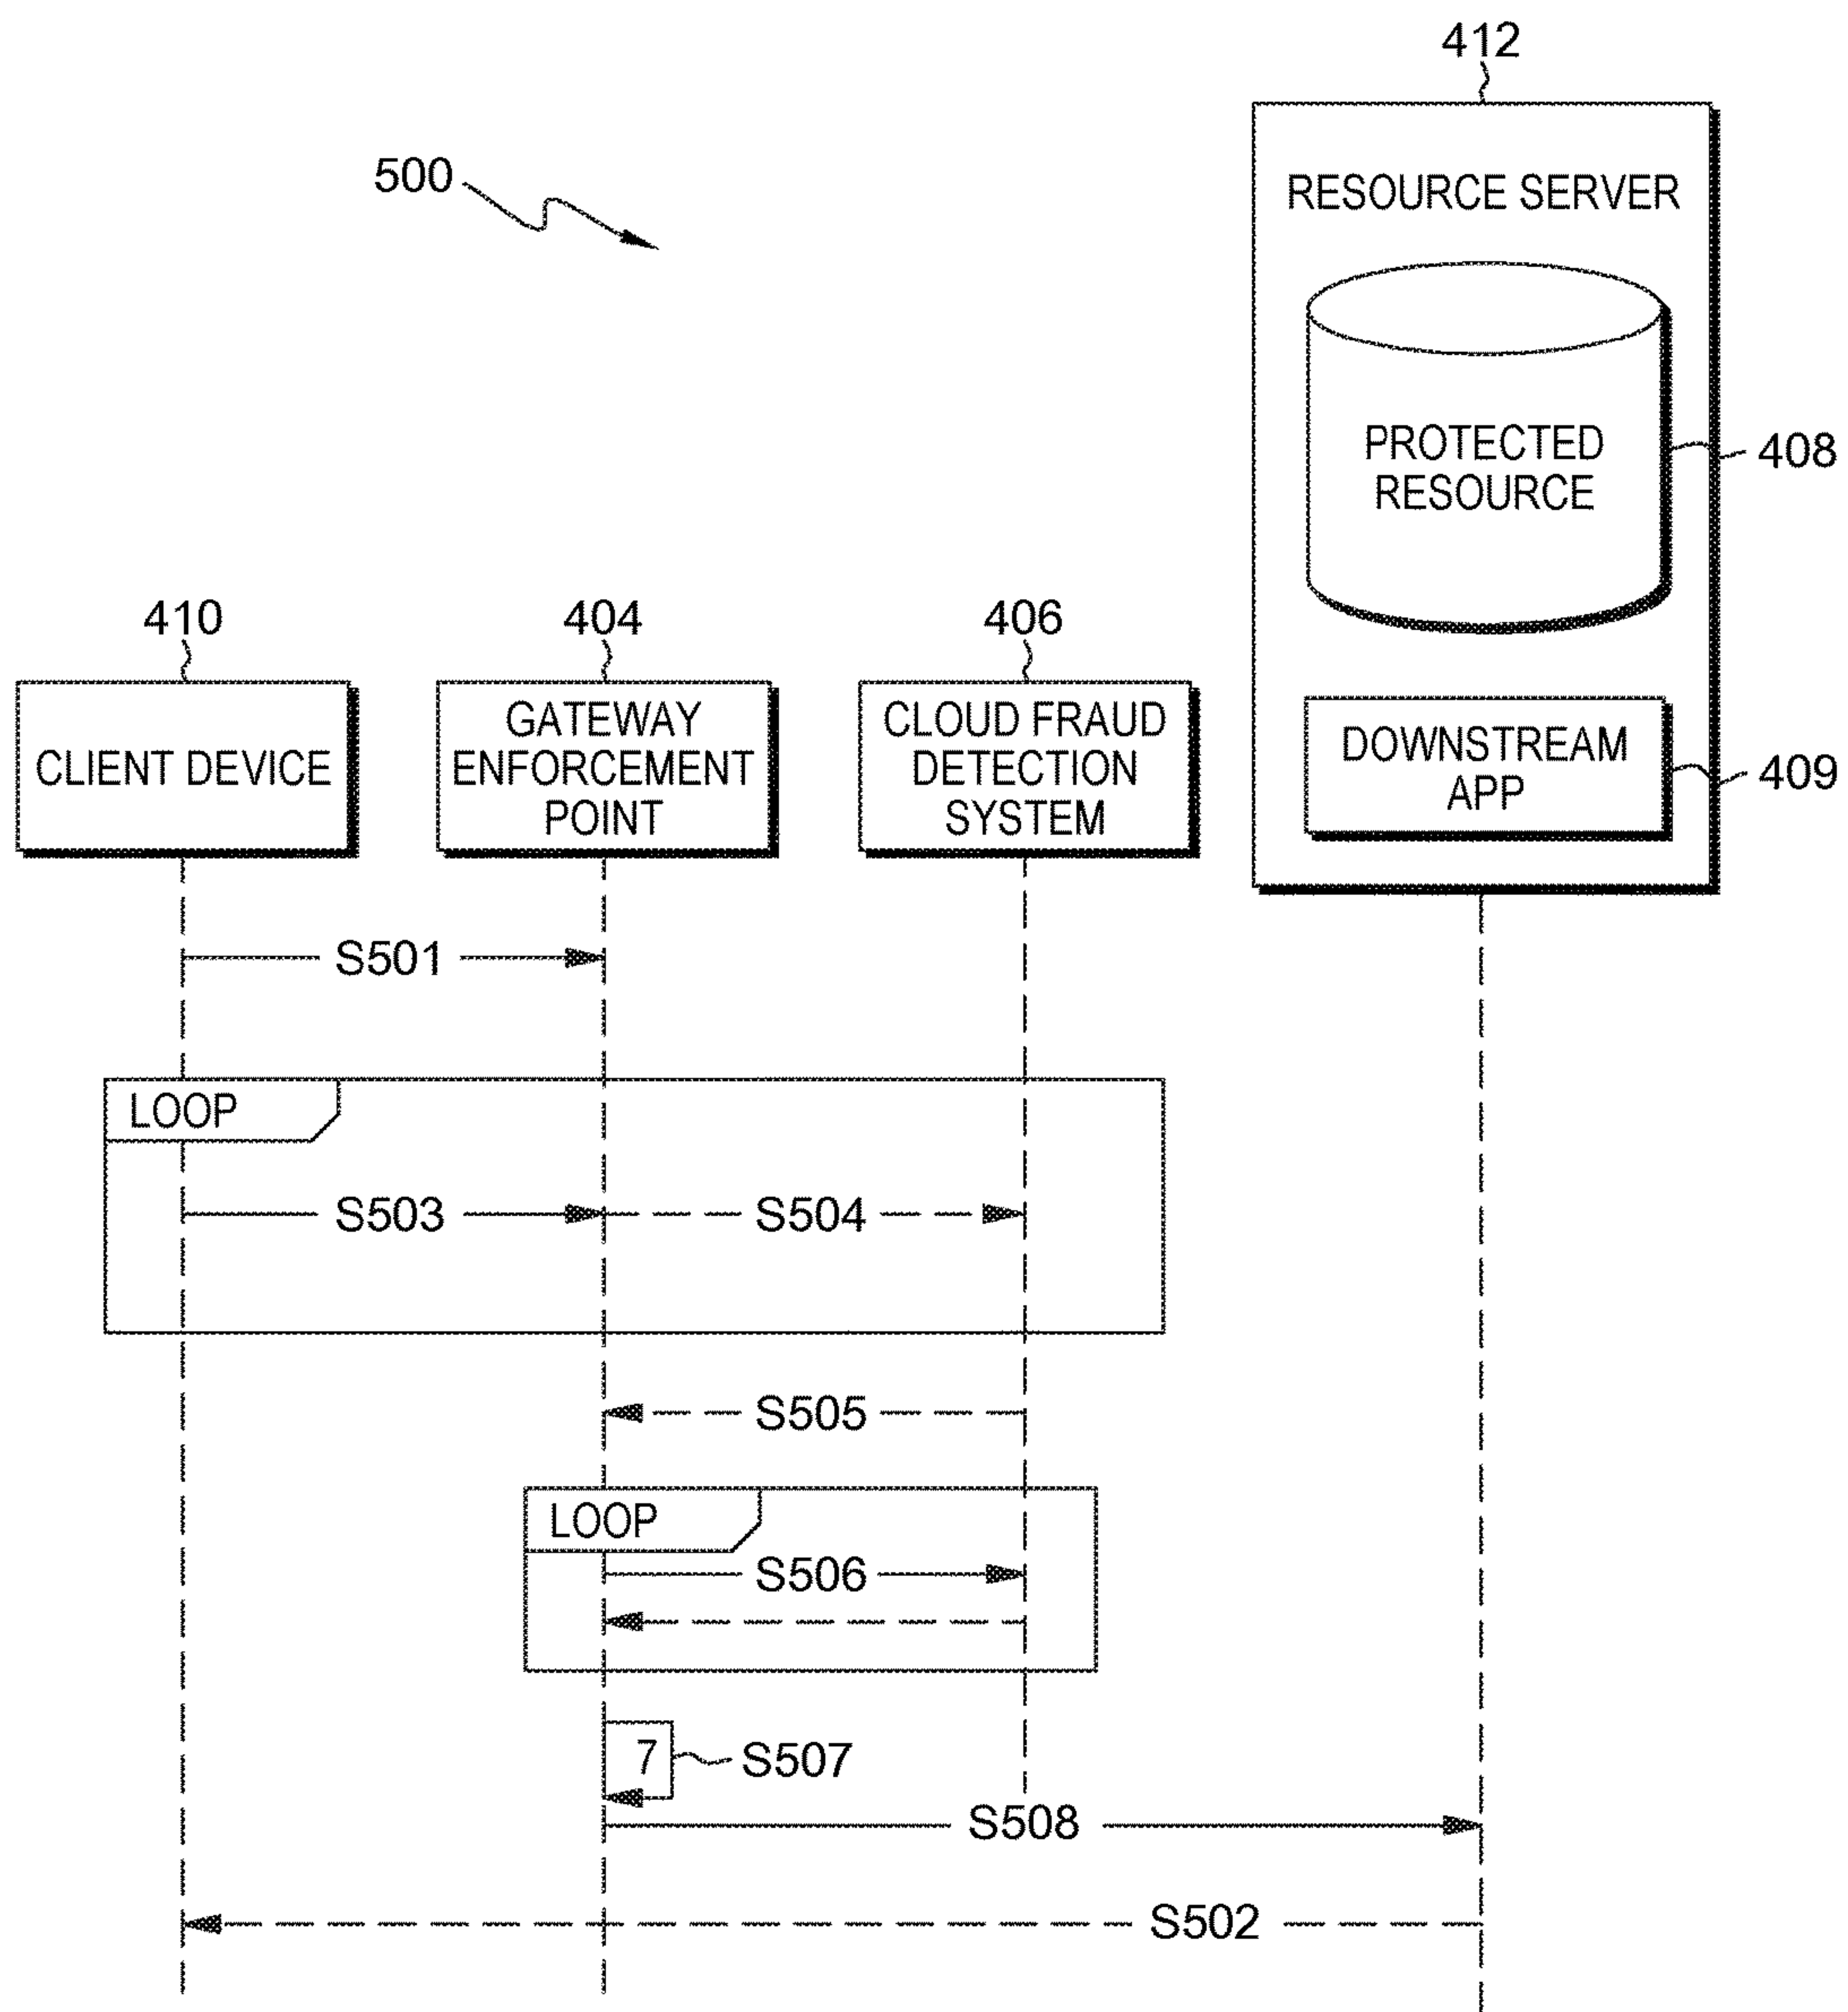 412
500
RESOURCE SERVER
PROTECTED
RESOURCE
408
410
404
406
CLIENT DEVICE
GATEWAY
ENFORCEMENT
POINT
CLOUD FRAUD
DETECTION
SYSTEM
DOWNSTREAM
APP
409
S501
LOOP
S503
S504
S505
LOOP
S506
7
S507
S508
S502